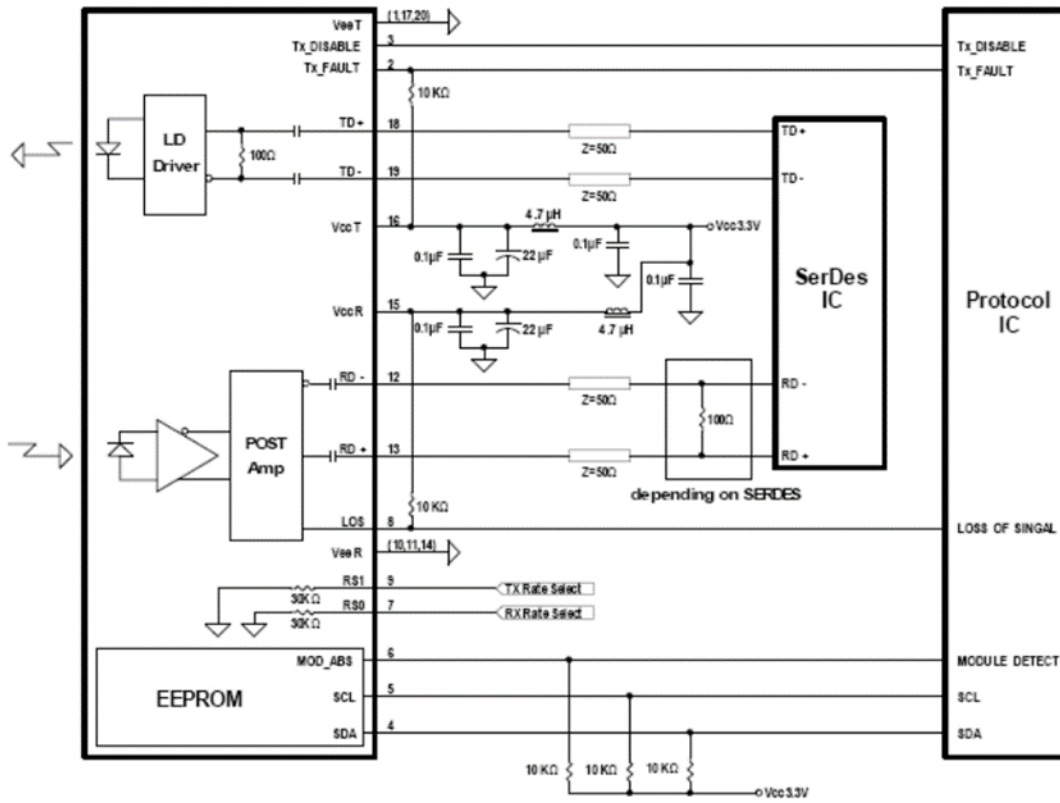 VeeT
(1,17,20)
Tx_DISABLE
3
Tx_DISABLE
Tx_FAULT
2
Tx_FAULT
10 KΩ
LD
Driver
100Ω
TD+
18
Z=50Ω
TD+
TD-
19
Z=50Ω
TD-
VccT
16
4.7 µH
Vcc3.3V
0.1µF
22 µF
0.1µF
0.1µF
SerDes
IC
Protocol
IC
VccR
15
0.1µF
22 µF
4.7 µH
RD -
12
Z=50Ω
RD -
100Ω
POST
Amp
RD +
13
Z=50Ω
RD +
depending on SERDES
10 KΩ
LOS
8
LOSS OF SINGAL
VeeR
(10,11,14)
RS1
9
TX Rate Select
30KΩ
RS0
7
RX Rate Select
30KΩ
MOD_ABS
6
MODULE DETECT
EEPROM
SCL
5
SCL
SDA
4
SDA
10 KΩ
10 KΩ
10 KΩ
Vcc3.3V